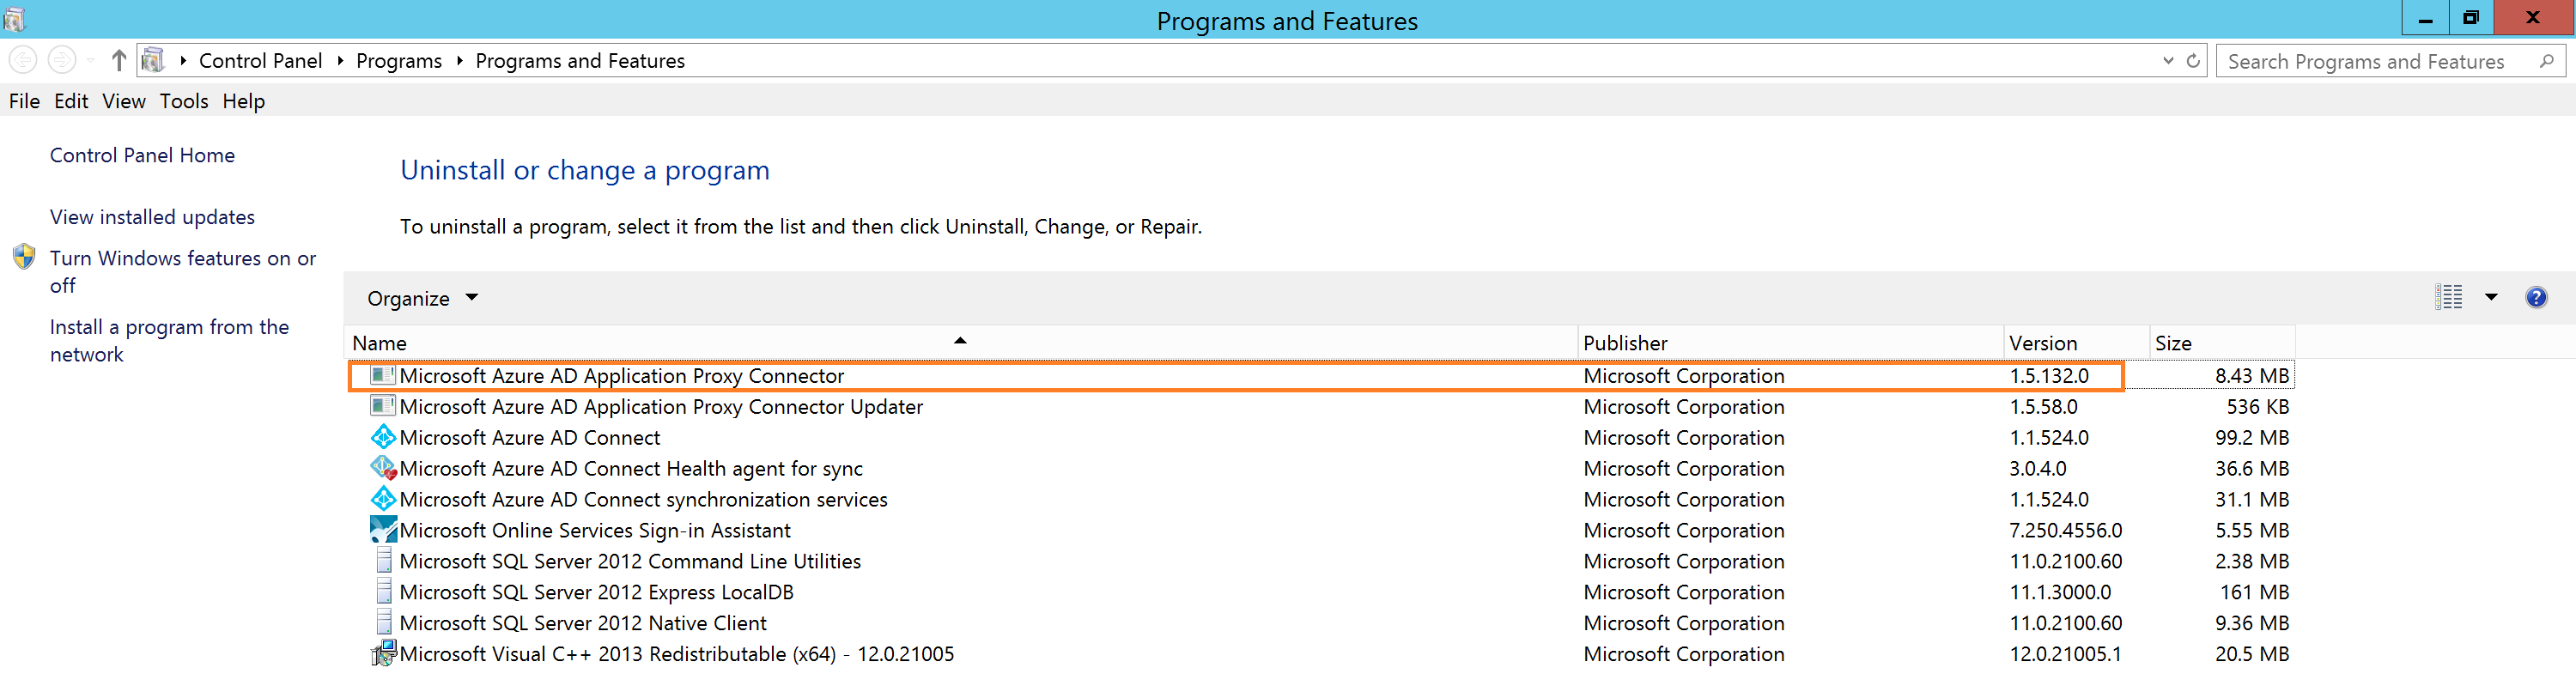 Programs and Features
Control Panel Programs Programs and Features
Search Programs and Features
File Edit View Tools Help
Control Panel Home
View installed updates
Turn Windows features on or
off
Install a program from the
network
Uninstall or change a program
To uninstall a program, select it from the list and then click Uninstall, Change, or Repair.
Organize
Name Publisher Version Size
Microsoft Azure AD Application Proxy Connector Microsoft Corporation 1.5.132.0 8.43 MB
Microsoft Azure AD Application Proxy Connector Updater Microsoft Corporation 1.5.58.0 536 KB
Microsoft Azure AD Connect Microsoft Corporation 1.1.524.0 99.2 MB
Microsoft Azure AD Connect Health agent for sync Microsoft Corporation 3.0.4.0 36.6 MB
Microsoft Azure AD Connect synchronization services Microsoft Corporation 1.1.524.0 31.1 MB
Microsoft Online Services Sign-in Assistant Microsoft Corporation 7.250.4556.0 5.55 MB
Microsoft SQL Server 2012 Command Line Utilities Microsoft Corporation 11.0.2100.60 2.38 MB
Microsoft SQL Server 2012 Express LocalDB Microsoft Corporation 11.1.3000.0 161 MB
Microsoft SQL Server 2012 Native Client Microsoft Corporation 11.0.2100.60 9.36 MB
Microsoft Visual C++ 2013 Redistributable (x64) - 12.0.21005 Microsoft Corporation 12.0.21005.1 20.5 MB